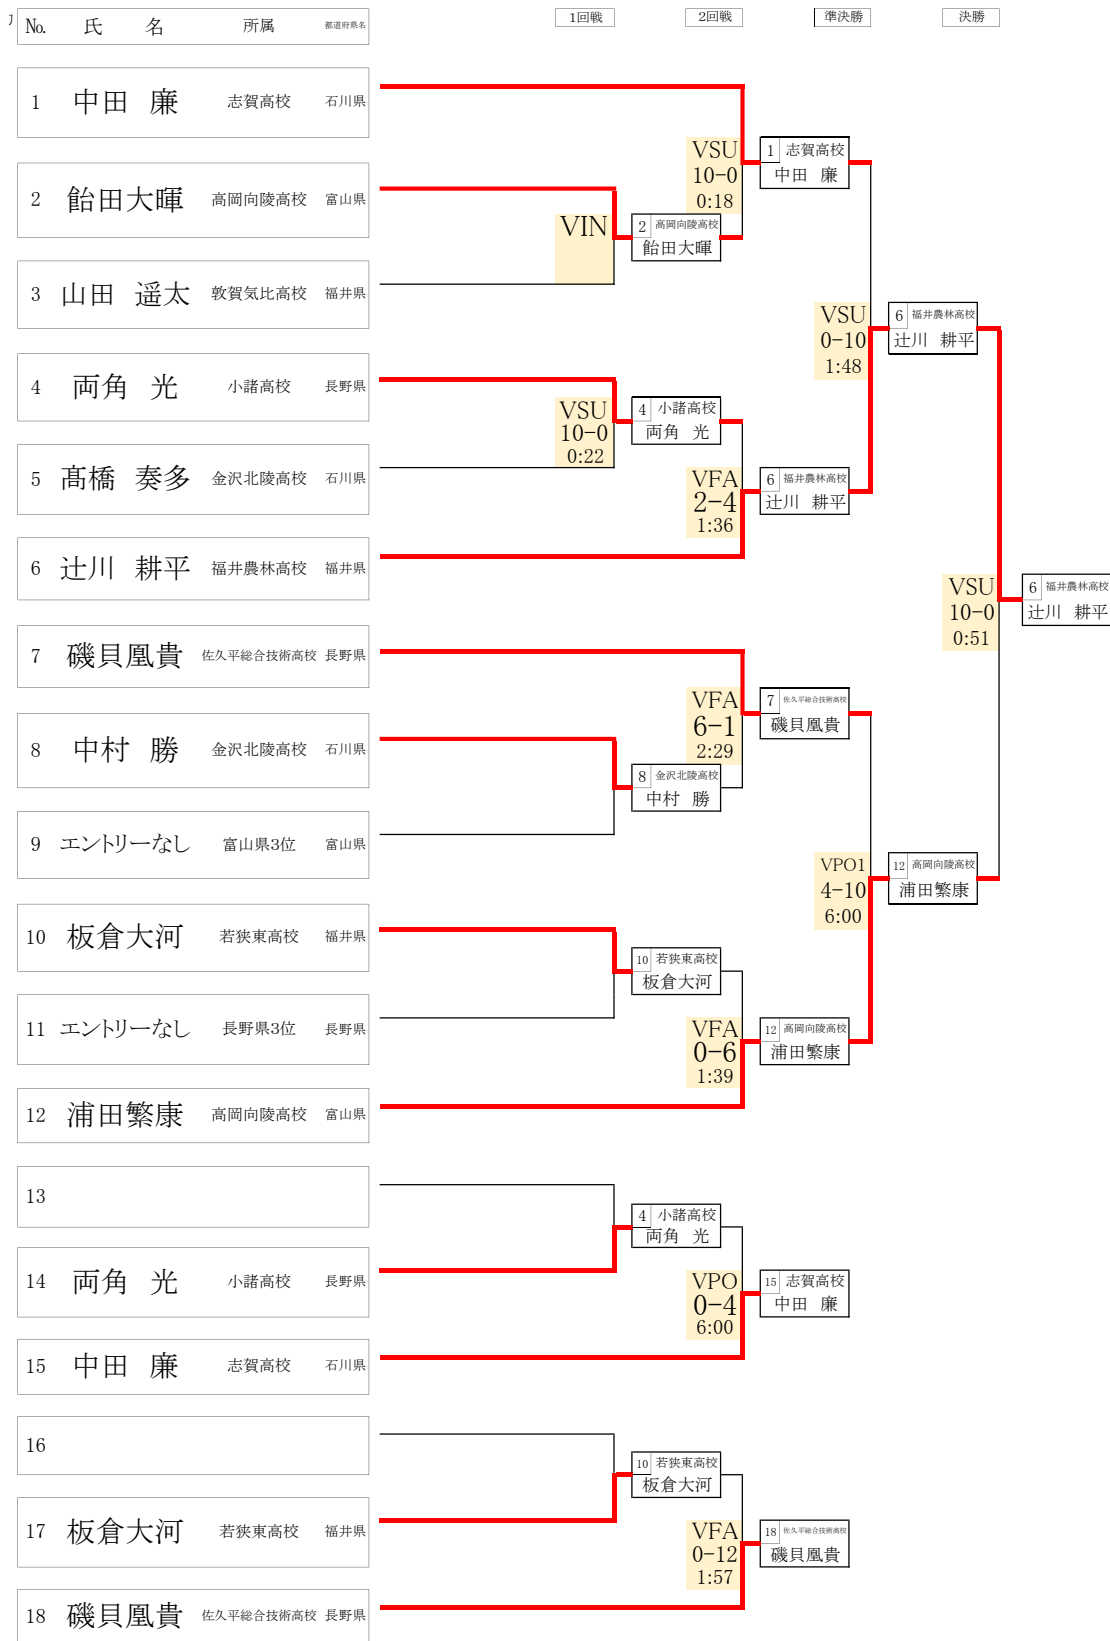 No. 氏 名 所属 都道府県名 1回戦 2回戦 準決勝 決勝
1 中田 廉 志賀高校 石川県
VSU 1 志賀高校
10-0 中田 廉
0:18
2 飴田大暉 高岡向陵高校 富山県
VIN 2 高岡向陵高校
飴田大暉
3 山田 遥太 敦賀気比高校 福井県
VSU 6 福井農林高校
0-10 辻川 耕平
1:48
4 両角 光 小諸高校 長野県
VSU 4 小諸高校
10-0 両角 光
0:22
5 髙橋 奏多 金沢北陵高校 石川県
VFA 6 福井農林高校
2-4 辻川 耕平
1:36
6 辻川 耕平 福井農林高校 福井県
VSU 6 福井農林高校
10-0 辻川 耕平
0:51
7 磯貝凰貴 佐久平総合技術高校 長野県
VFA 7 佐久平総合技術高校
6-1 磯貝凰貴
2:29
8 中村 勝 金沢北陵高校 石川県
8 金沢北陵高校
中村 勝
9 エントリーなし 富山県3位 富山県
VPO1 12 高岡向陵高校
4-10 浦田繁康
6:00
10 板倉大河 若狭東高校 福井県
10 若狭東高校
板倉大河
11 エントリーなし 長野県3位 長野県
VFA 12 高岡向陵高校
0-6 浦田繁康
1:39
12 浦田繁康 高岡向陵高校 富山県
13
4 小諸高校
両角 光
14 両角 光 小諸高校 長野県
VPO 15 志賀高校
0-4 中田 廉
6:00
15 中田 廉 志賀高校 石川県
16
10 若狭東高校
板倉大河
17 板倉大河 若狭東高校 福井県
VFA 18 佐久平総合技術高校
0-12 磯貝凰貴
1:57
18 磯貝凰貴 佐久平総合技術高校 長野県